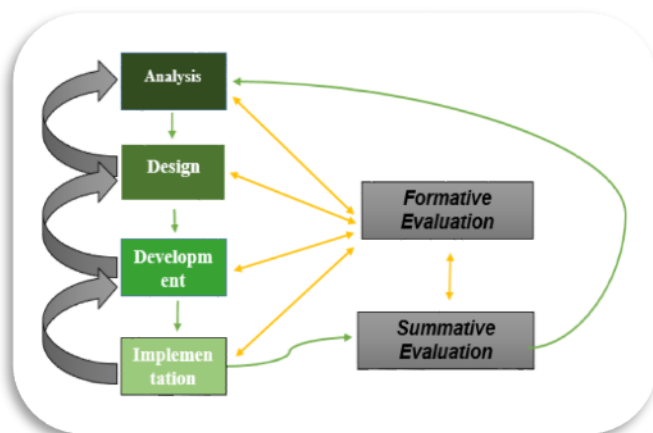 Analysis
Design
Developm
ent
Implemen
tation
Formative
Evaluation
Summative
Evaluation